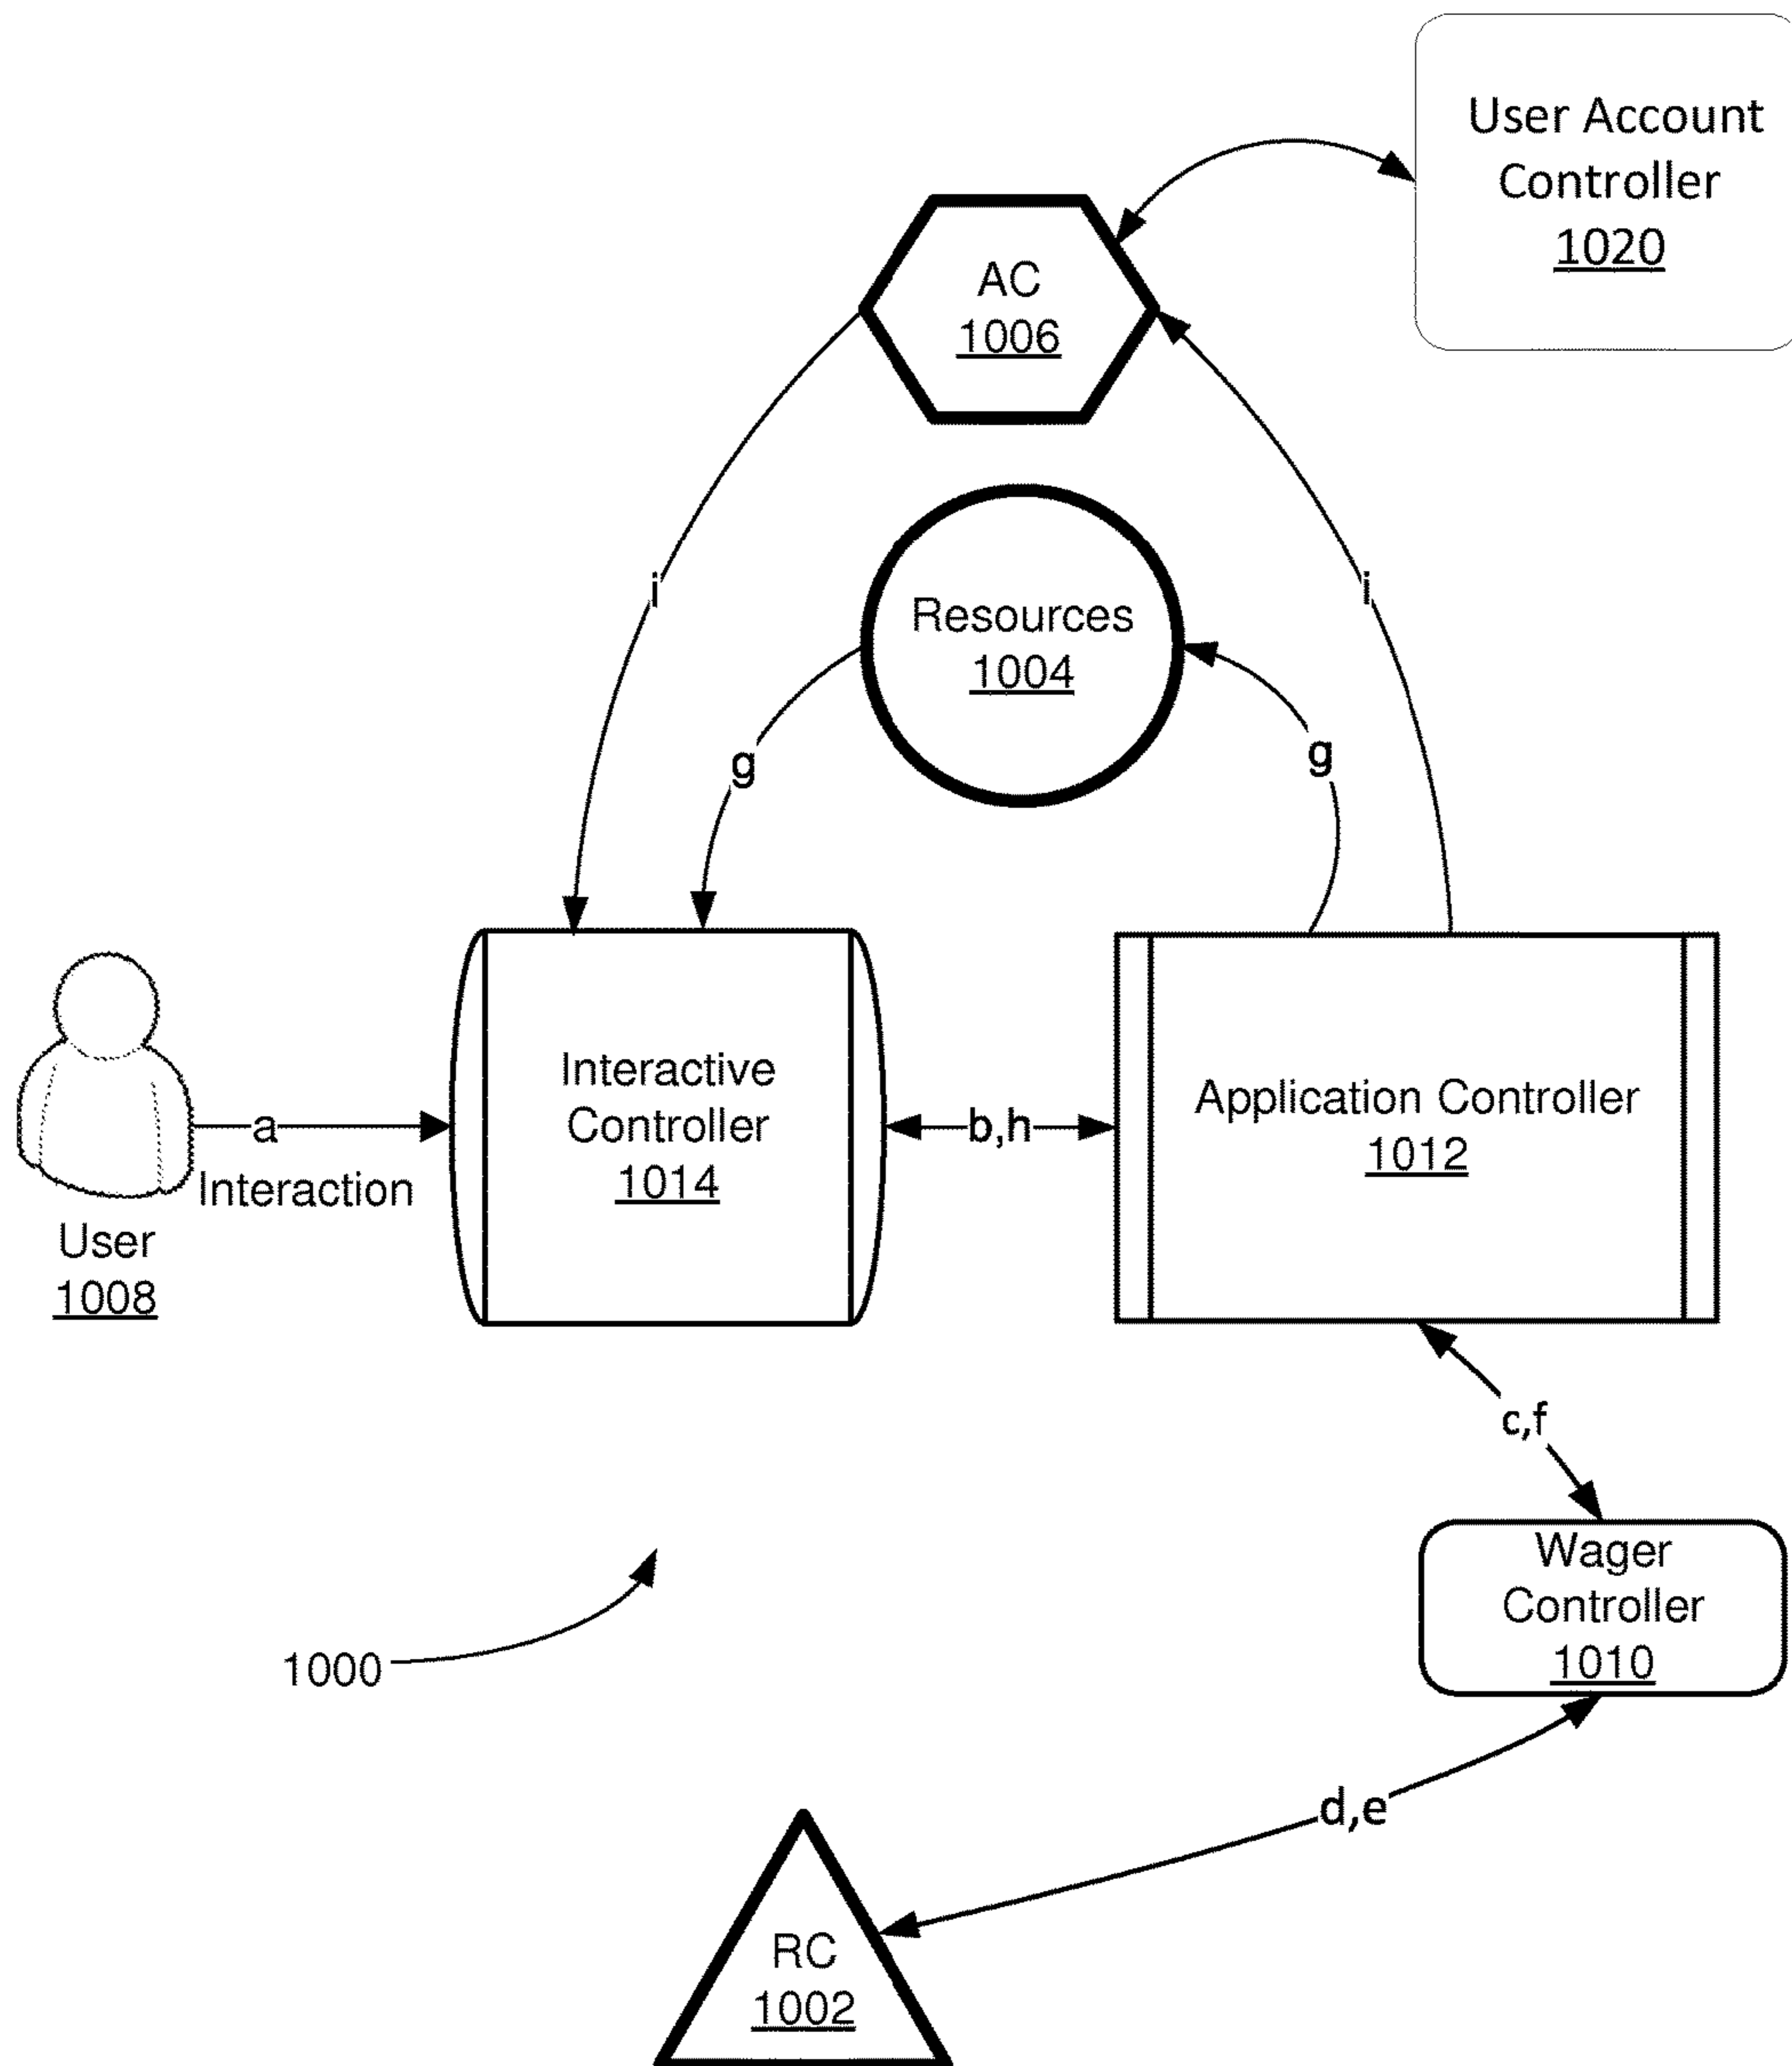 User Account
Controller
1020
AC
1006
i
i
Resources
1004
g
g
Interactive
Controller
1014
Application Controller
1012
a
Interaction
b,h
User
1008
c,f
Wager
Controller
1010
1000
d,e
RC
1002